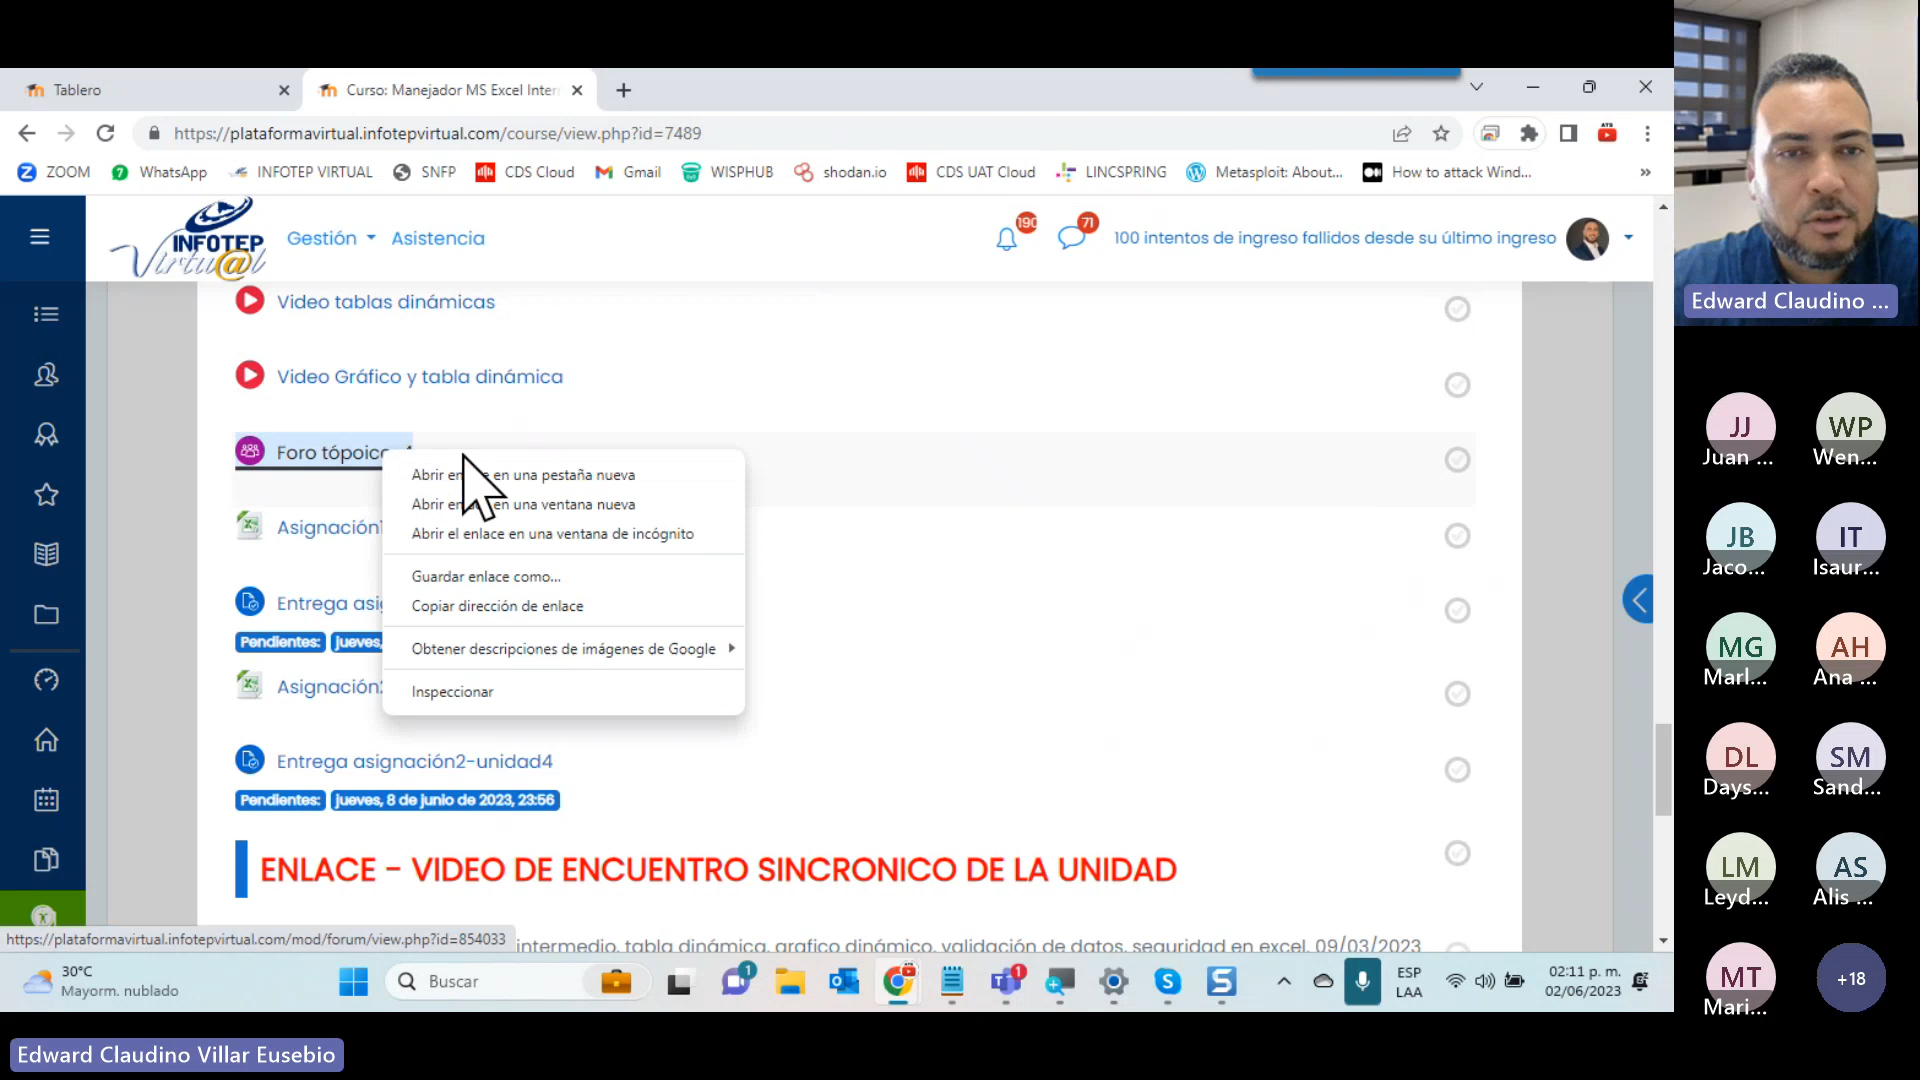 Tablero
Curso: Manejador MS Excel Inter
https://plataformavirtual.infotepvirtual.com/course/view.php?id=7489
ZOOM
WhatsApp
INFOTEP VIRTUAL
SNFP
CDS Cloud
Gmail
WISPHUB
shodan.io
CDS UAT Cloud
LINCSPRING
Metasploit: About...
How to attack Wind...
INFOTEP
Virtu@l
Gestión
Asistencia
190
71
100 intentos de ingreso fallidos desde su último ingreso
Edward Claudino ...
Video tablas dinámicas
Video Gráfico y tabla dinámica
Foro tópoico
Abrir en una pestaña nueva
Abrir en una ventana nueva
Abrir el enlace en una ventana de incógnito
Guardar enlace como...
Copiar dirección de enlace
Obtener descripciones de imágenes de Google
Inspeccionar
Asignación1
Entrega asi
Pendientes: jueves,
Asignación2
Entrega asignación2-unidad4
Pendientes: jueves, 8 de junio de 2023, 23:56
ENLACE - VIDEO DE ENCUENTRO SINCRONICO DE LA UNIDAD
https://plataformavirtual.infotepvirtual.com/mod/forum/view.php?id=854033
intermedio, tabla dinámica, grafico dinámico, validación de datos, seguridad en excel, 09/03/2023
30°C
Mayorm. nublado
Buscar
1
1
ESP
LAA
02:11 p. m.
02/06/2023
JJ
Juan ...
WP
Wen...
JB
Jaco...
IT
Isaur...
MG
Marl...
AH
Ana ...
DL
Days...
SM
Sand...
LM
Leyd...
AS
Alis ...
MT
Mari...
+18
Edward Claudino Villar Eusebio